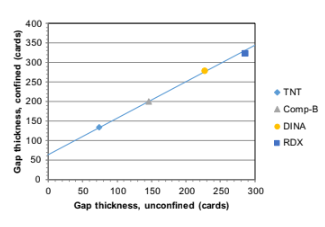 400
350
300
250
200
150
100
50
0
Gap thickness, confined (cards)
0 50 100 150 200 250 300
Gap thickness, unconfined (cards)
TNT
Comp-B
DINA
RDX